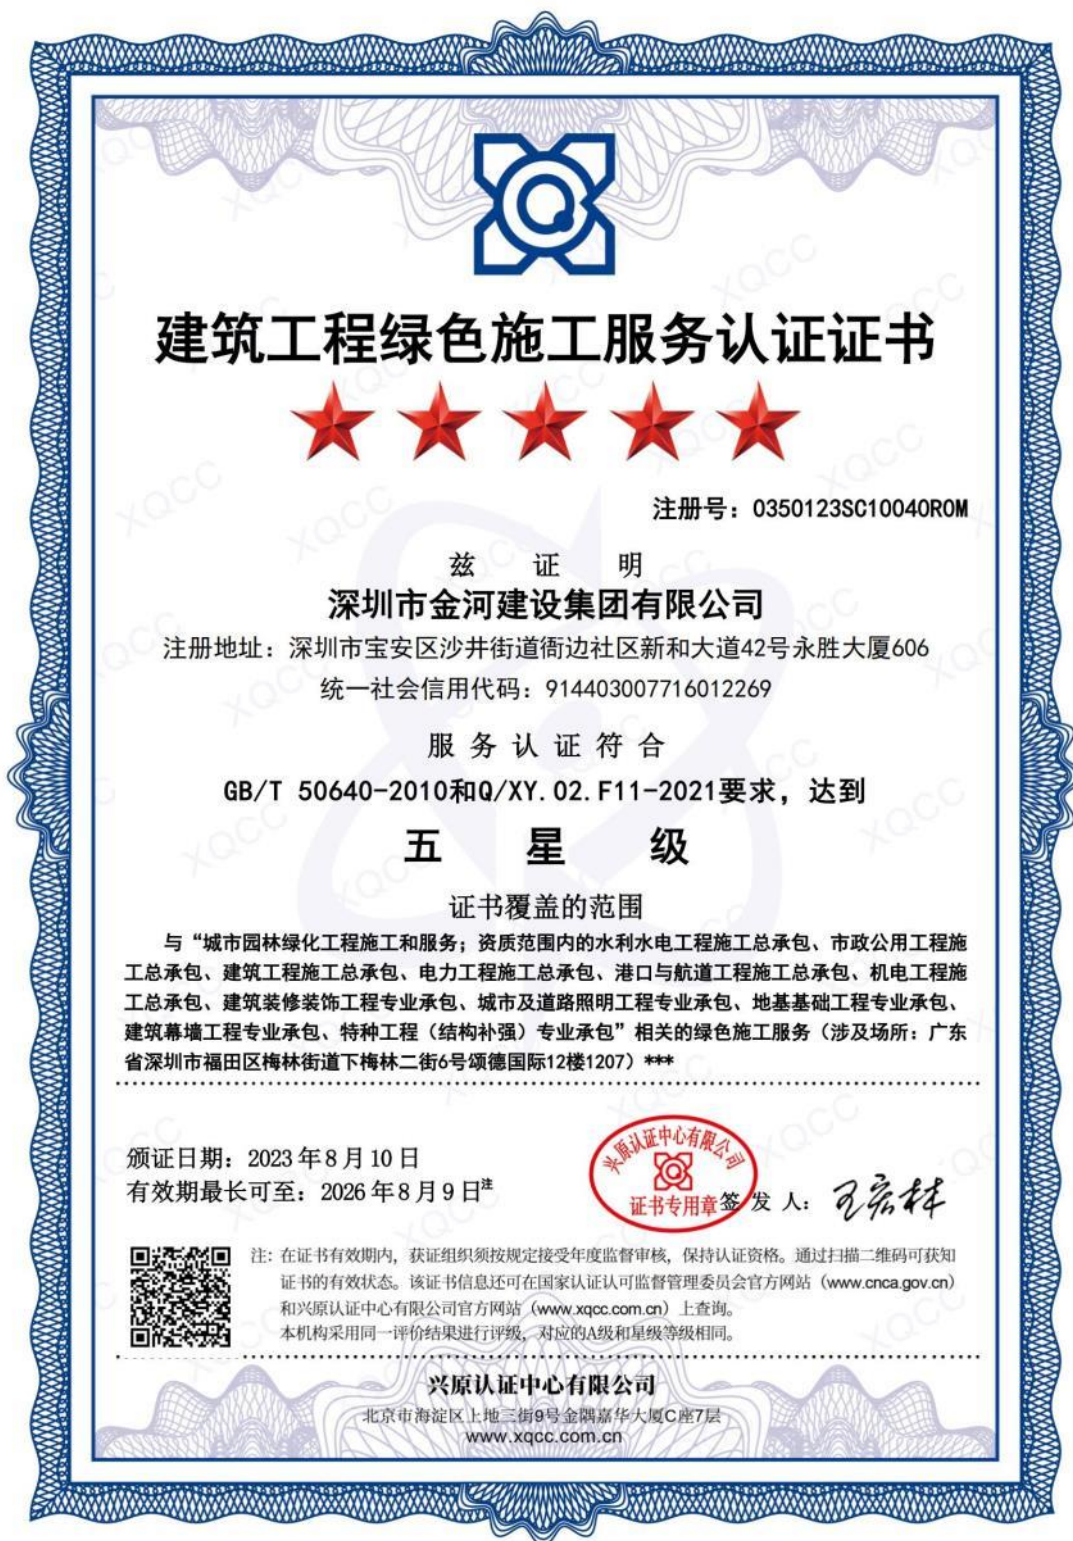 建筑工程绿色施工服务认证证书
注册号：0350123SC10040R0M
兹 证 明
深圳市金河建设集团有限公司
注册地址：深圳市宝安区沙井街道衙边社区新和大道42号永胜大厦606
统一社会信用代码：914403007716012269
服 务 认 证 符 合
GB/T 50640-2010和Q/XY.02.F11-2021要求，达到
五 星 级
证书覆盖的范围
与“城市园林绿化工程施工和服务；资质范围内的水利水电工程施工总承包、市政公用工程施
工总承包、建筑工程施工总承包、电力工程施工总承包、港口与航道工程施工总承包、机电工程施
工总承包、建筑装修装饰工程专业承包、城市及道路照明工程专业承包、地基基础工程专业承包、
建筑幕墙工程专业承包、特种工程（结构补强）专业承包”相关的绿色施工服务（涉及场所：广东
省深圳市福田区梅林街道下梅林二街6号颂德国际12楼1207）***
颁证日期：2023年8月10日
有效期最长可至：2026年8月9日注
兴原认证中心有限公司
证书专用章
签 发 人：
注：在证书有效期内，获证组织须按规定接受年度监督审核，保持认证资格。通过扫描二维码可获知
证书的有效状态。该证书信息还可在国家认证认可监督管理委员会官方网站（www.cnca.gov.cn）
和兴原认证中心有限公司官方网站（www.xqcc.com.cn）上查询。
本机构采用同一评价结果进行评级，对应的A级和星级等级相同。
兴原认证中心有限公司
北京市海淀区上地三街9号金隅嘉华大厦C座7层
www.xqcc.com.cn